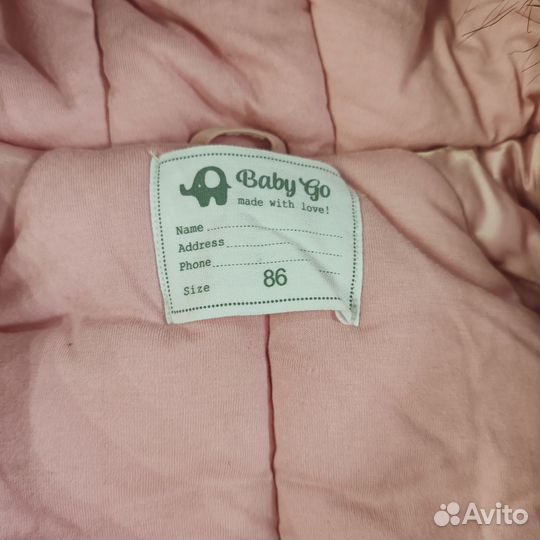 Baby Go
made with love!
Name
Address
Phone
Size 86
Avito